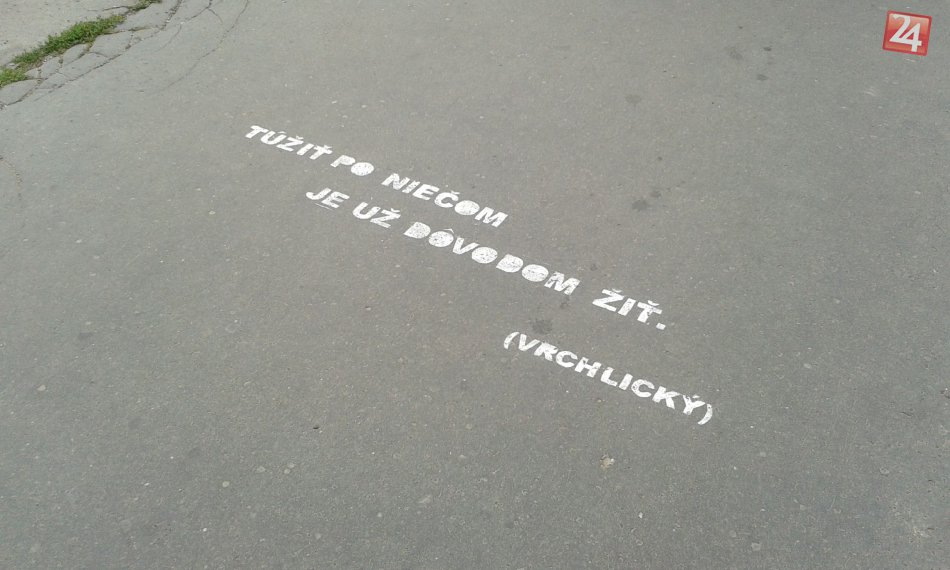 24
TÚŽIŤ PO NIEČOM
JE UŽ DÔVODOM ŽIŤ.
(VRCHLICKÝ)